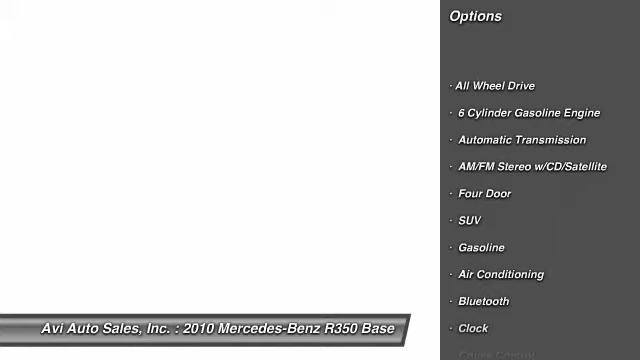 Options
· All Wheel Drive
· 6 Cylinder Gasoline Engine
· Automatic Transmission
· AM/FM Stereo w/CD/Satellite
· Four Door
· SUV
· Gasoline
· Air Conditioning
· Bluetooth
· Clock
Avi Auto Sales, Inc. : 2010 Mercedes-Benz R350 Base